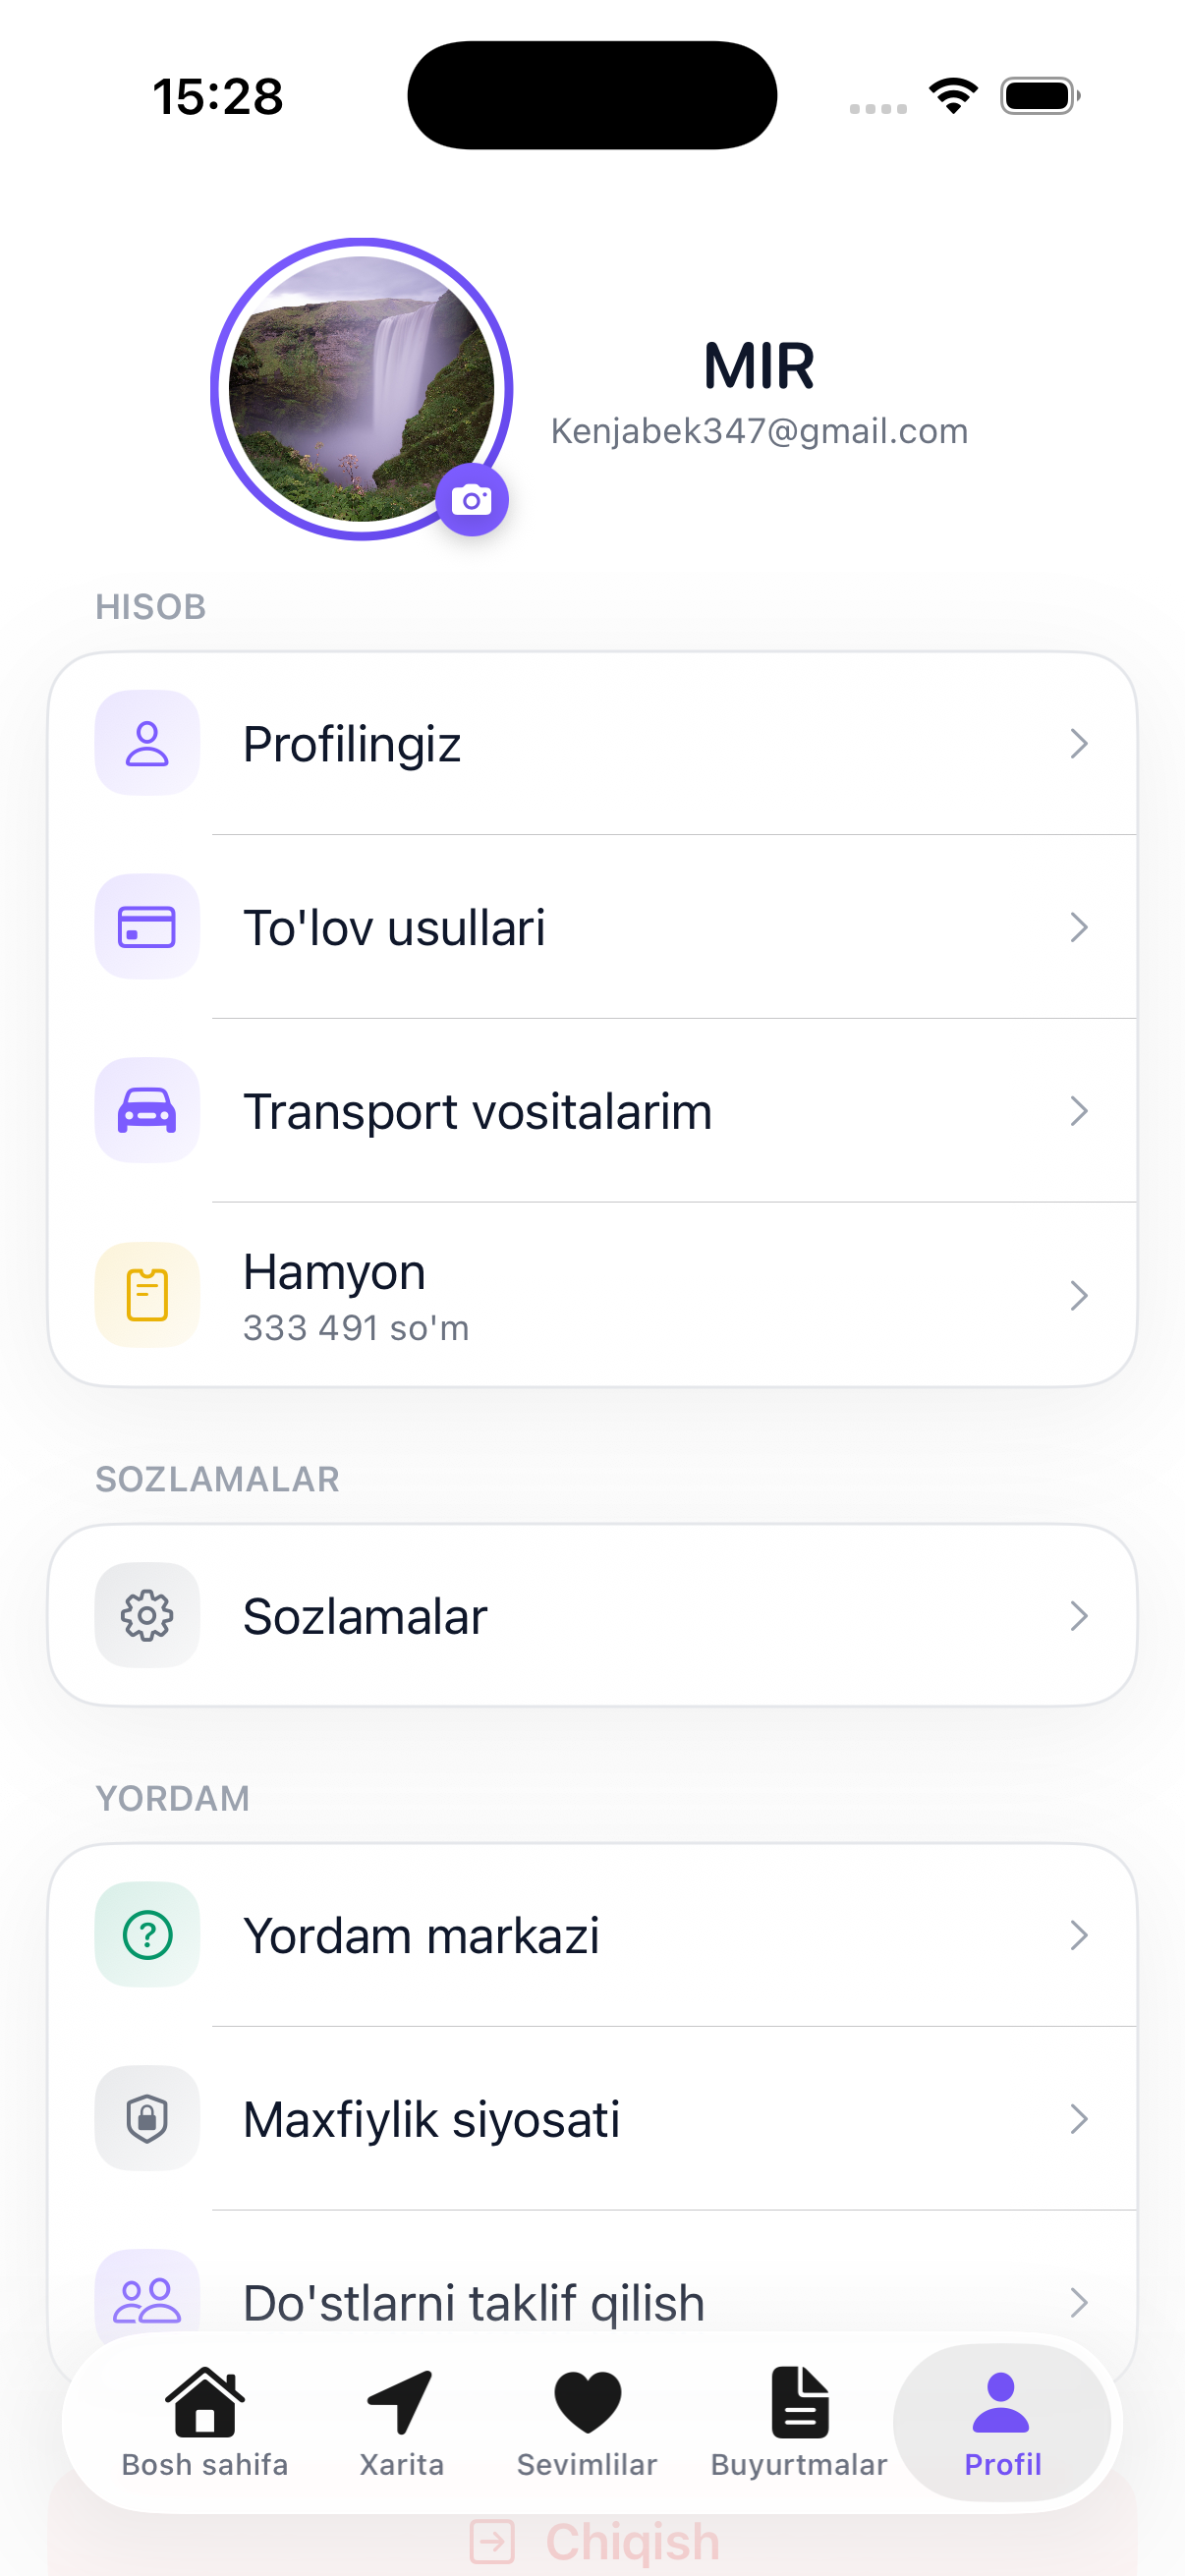 15:28
MIR
Kenjabek347@gmail.com
HISOB
Profilingiz
To'lov usullari
Transport vositalarim
Hamyon
333 491 so'm
SOZLAMALAR
Sozlamalar
YORDAM
Yordam markazi
Maxfiylik siyosati
Do'stlarni taklif qilish
Bosh sahifa
Xarita
Sevimlilar
Buyurtmalar
Profil
Chiqish